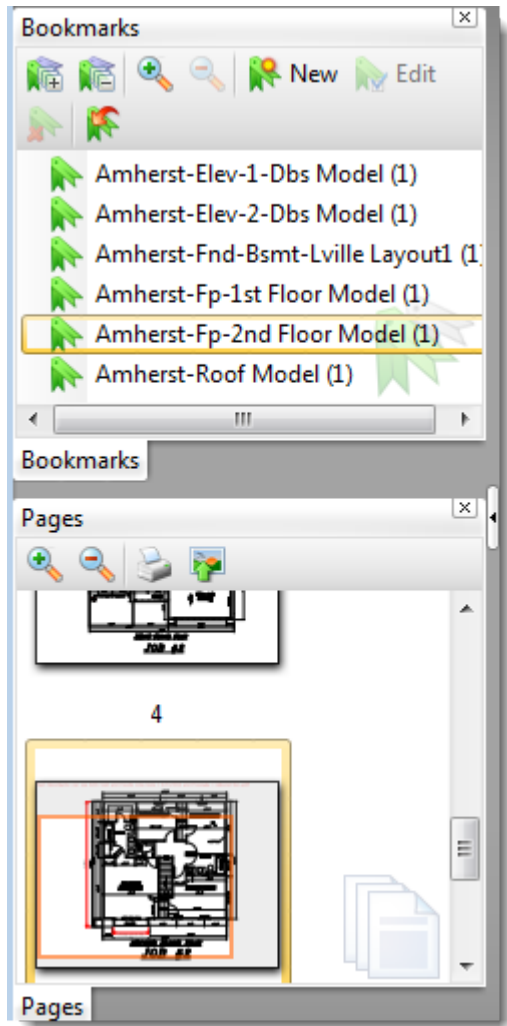 Bookmarks
New Edit
Amherst-Elev-1-Dbs Model (1)
Amherst-Elev-2-Dbs Model (1)
Amherst-Fnd-Bsmt-Lville Layout1 (1
Amherst-Fp-1st Floor Model (1)
Amherst-Fp-2nd Floor Model (1)
Amherst-Roof Model (1)
Bookmarks
Pages
4
Pages